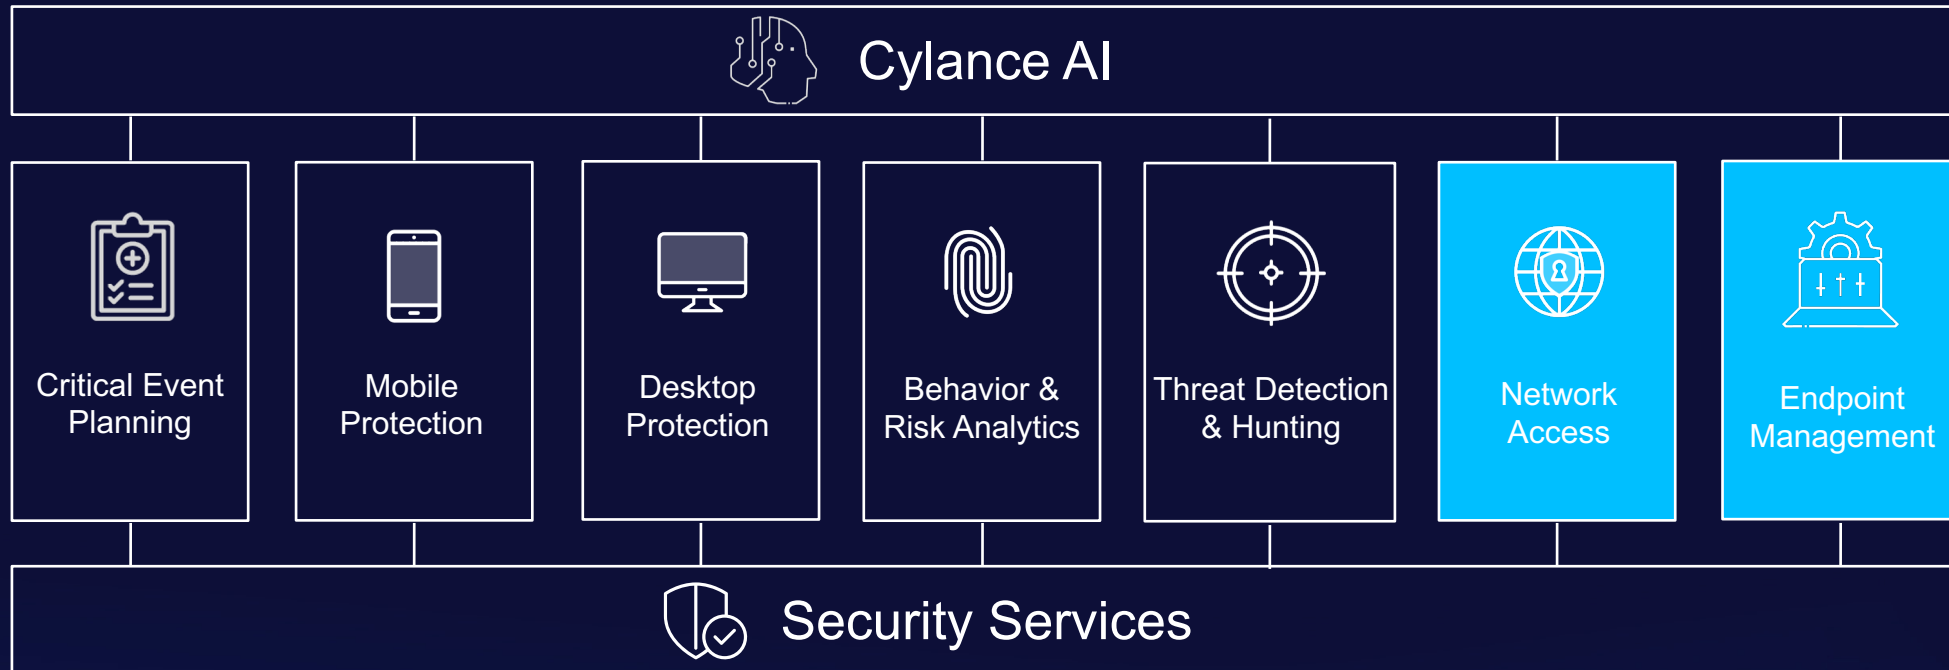 Cylance AI
Critical Event
Planning
Mobile
Protection
Desktop
Protection
Behavior &
Risk Analytics
Threat Detection
& Hunting
Network
Access
Endpoint
Management
Security Services